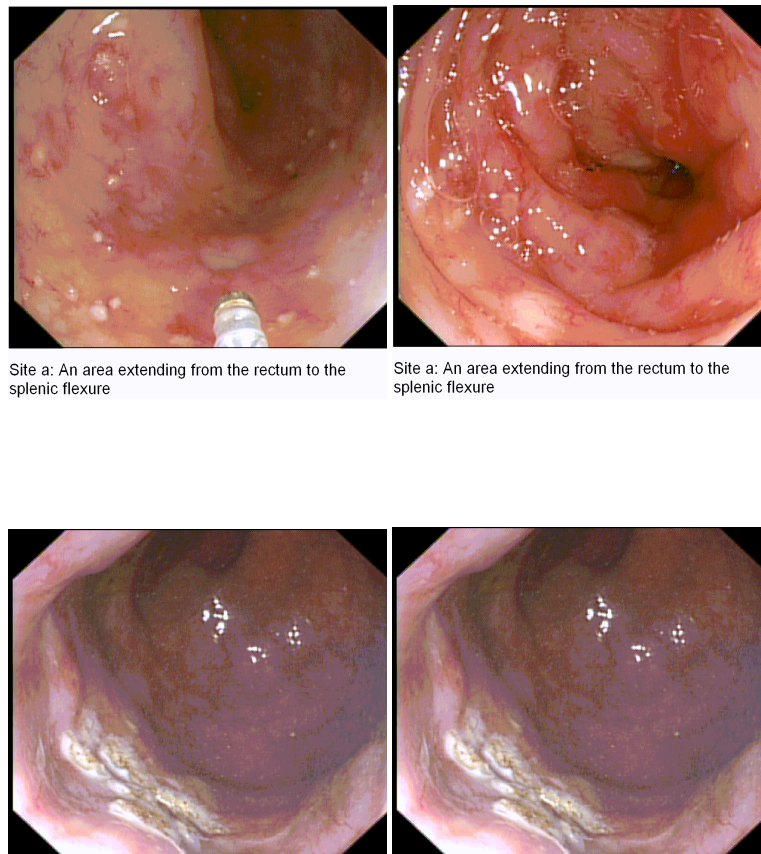 Site a: An area extending from the rectum to the
splenic flexure
Site a: An area extending from the rectum to the
splenic flexure